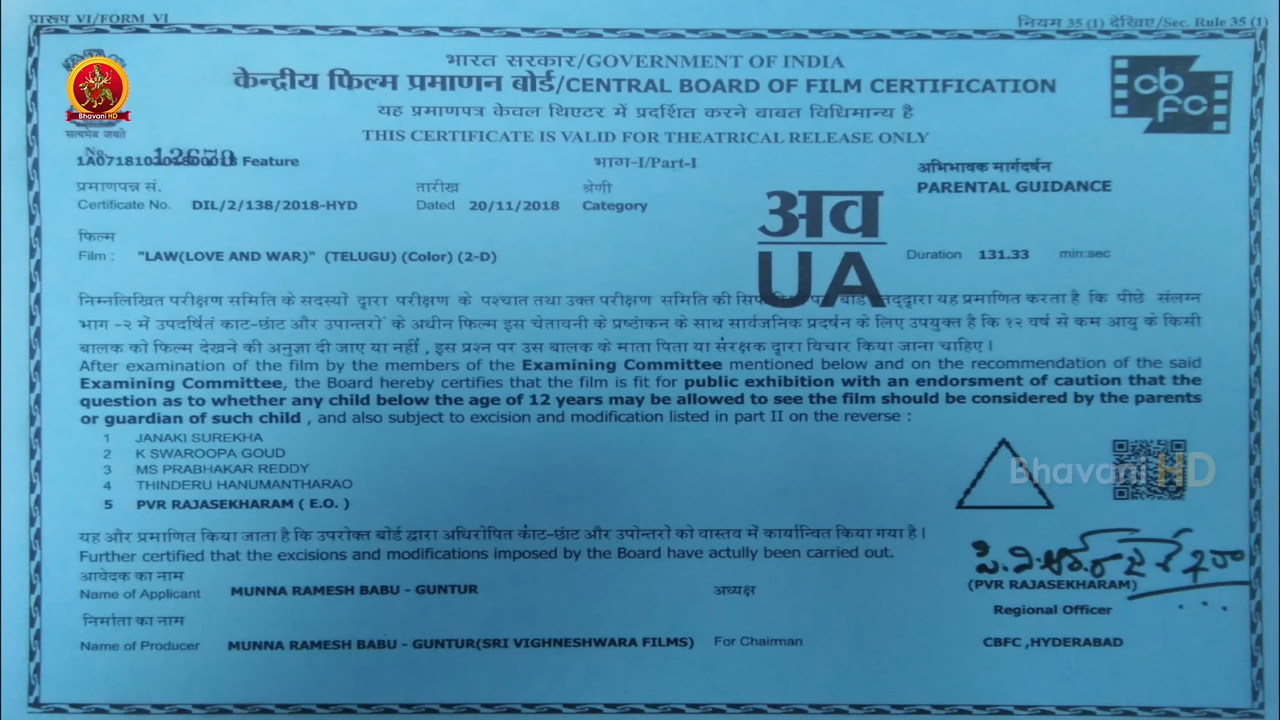 प्रारूप VI/FORM VI
नियम 35 (1) देखिए/Sec. Rule 35 (1)
भारत सरकार/GOVERNMENT OF INDIA
केन्द्रीय फिल्म प्रमाणन बोर्ड/CENTRAL BOARD OF FILM CERTIFICATION
cb
fc
Bhavani HD
यह प्रमाणपत्र केवल थिएटर में प्रदर्शित करने बाबत विधिमान्य है
सत्यमेव जयते
THIS CERTIFICATE IS VALID FOR THEATRICAL RELEASE ONLY
No.
Feature
भाग-I/Part-I
अभिभावक मार्गदर्शन
PARENTAL GUIDANCE
प्रमाणपत्र सं.
तारीख
श्रेणी
Certificate No. DIL/2/138/2018-HYD Dated 20/11/2018 Category
अव
UA
फिल्म
Film : "LAW(LOVE AND WAR)" (TELUGU) (Color) (2-D)
Duration 131.33 min:sec
निम्नलिखित परीक्षण समिति के सदस्यों द्वारा परीक्षण के पश्चात तथा उक्त परीक्षण समिति की यह प्रमाणित करता है कि पीछे संलग्न
भाग -२ में उपदर्षित काट-छांट और उपान्तरों के अधीन फिल्म इस चेतावनी के प्रष्ठांकन के साथ सार्वजनिक प्रदर्शन के लिए उपयुक्त है कि १२ वर्ष से कम आयु के किसी
बालक को फिल्म देखने की अनुज्ञा दी जाए या नहीं , इस प्रश्न पर उस बालक के माता पिता या संरक्षक द्वारा विचार किया जाना चाहिए ।
After examination of the film by the members of the Examining Committee mentioned below and on the recommendation of the said
Examining Committee, the Board hereby certifies that the film is fit for public exhibition with an endorsment of caution that the
question as to whether any child below the age of 12 years may be allowed to see the film should be considered by the parents
or guardian of such child , and also subject to excision and modification listed in part II on the reverse :
1 JANAKI SUREKHA
2 K SWAROOPA GOUD
3 MS PRABHAKAR REDDY
4 THINDERU HANUMANTHARAO
5 PVR RAJASEKHARAM ( E.O. )
Bhavani HD
यह और प्रमाणित किया जाता है कि उपरोक्त बोर्ड द्वारा अधिरोपित कांट-छांट और उपोन्तरों को वास्तव में कार्यान्वित किया गया है ।
Further certified that the excisions and modifications imposed by the Board have actully been carried out.
आवेदक का नाम
Name of Applicant MUNNA RAMESH BABU - GUNTUR
अध्यक्ष
(PVR RAJASEKHARAM)
Regional Officer
निर्माता का नाम
Name of Producer MUNNA RAMESH BABU - GUNTUR(SRI VIGHNESHWARA FILMS) For Chairman
CBFC ,HYDERABAD